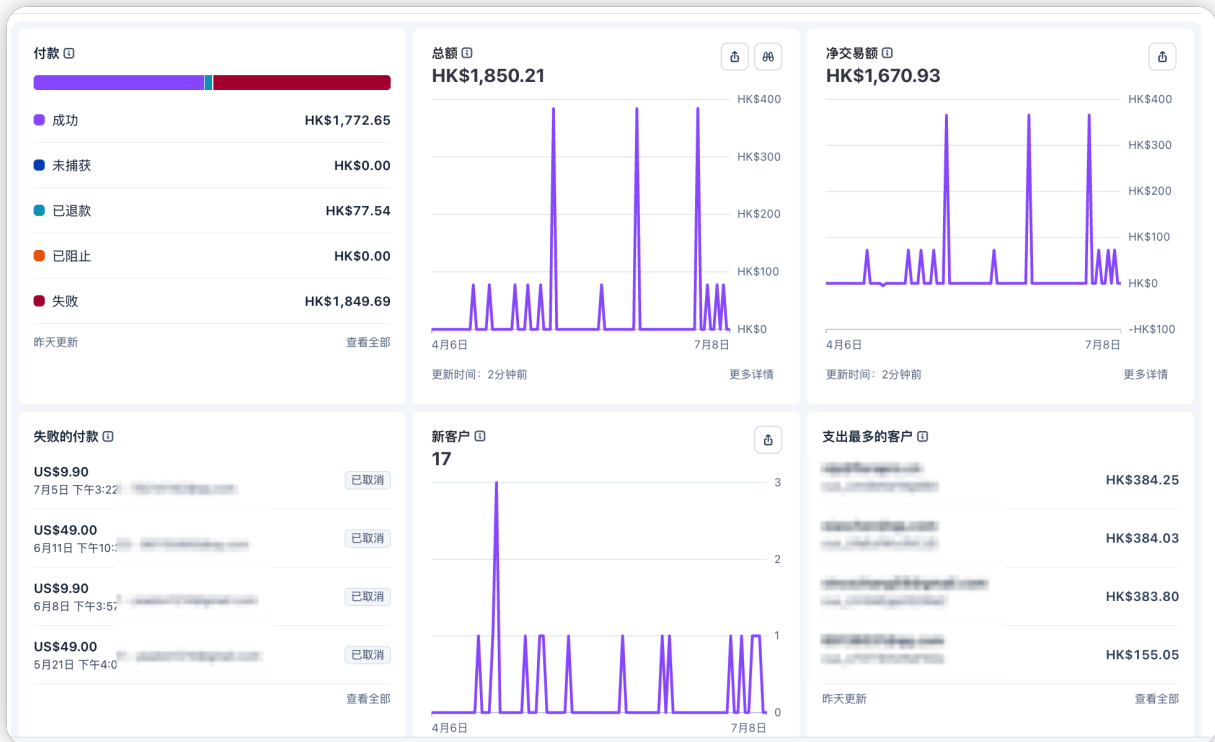 付款
成功 HK$1,772.65
未捕获 HK$0.00
已退款 HK$77.54
已阻止 HK$0.00
失败 HK$1,849.69
昨天更新 查看全部
总额
HK$1,850.21
HK$400
HK$300
HK$200
HK$100
HK$0
4月6日 7月8日
更新时间：2分钟前 更多详情
净交易额
HK$1,670.93
HK$400
HK$300
HK$200
HK$100
HK$0
-HK$100
4月6日 7月8日
更新时间：2分钟前 更多详情
失败的付款
US$9.90
7月5日 下午3:22
已取消
US$49.00
6月11日 下午10:
已取消
US$9.90
6月8日 下午3:57
已取消
US$49.00
5月21日 下午4:0
已取消
查看全部
新客户
17
3
2
1
0
4月6日 7月8日
支出最多的客户
HK$384.25
HK$384.03
HK$383.80
HK$155.05
昨天更新 查看全部